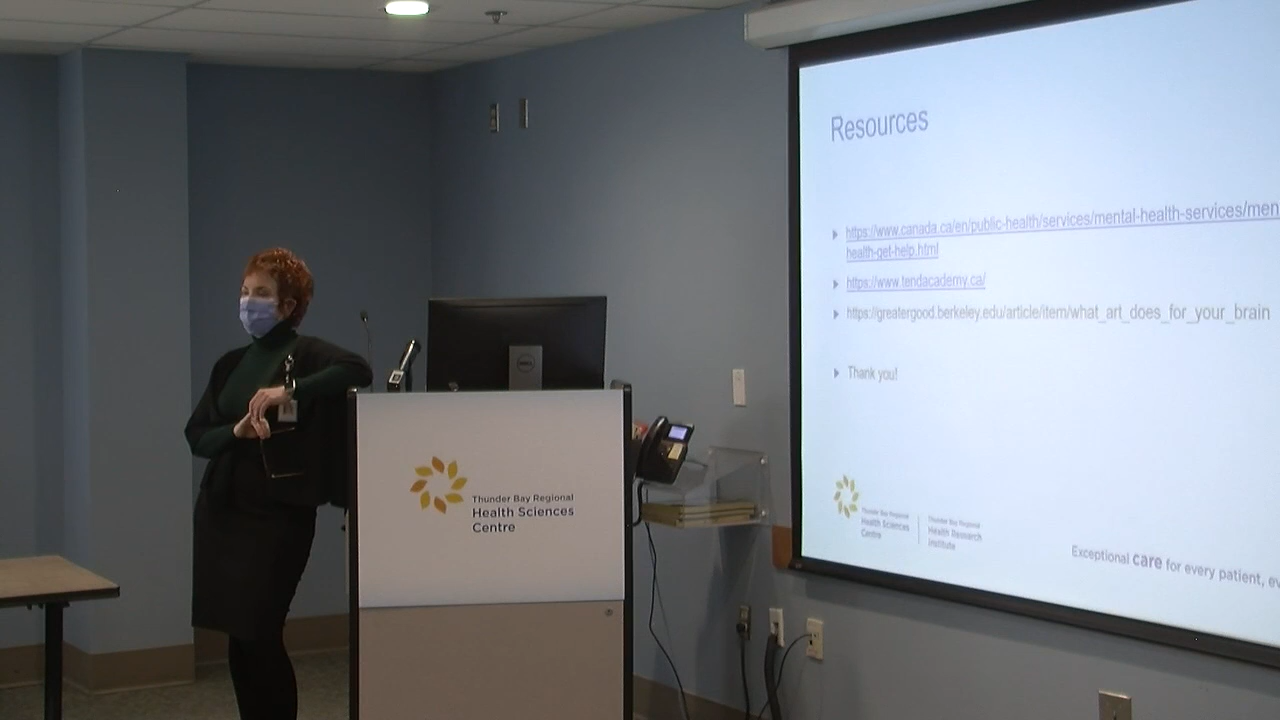 Resources
https://www.canada.ca/en/public-health/services/mental-health-services/men
health-get-help.html
https://www.tendacademy.ca/
https://greatergood.berkeley.edu/article/item/what_art_does_for_your_brain
Thank you!
Thunder Bay Regional
Health Sciences
Centre
Thunder Bay Regional
Health Research
Institute
Exceptional care for every patient, ev
Thunder Bay Regional
Health Sciences
Centre
DELL